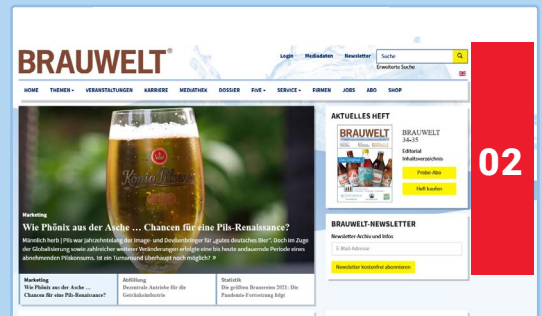 BRAUWELT®
Login Mediadaten Newsletter Suche
Erweiterte Suche
HOME THEMEN VERANSTALTUNGEN KARRIERE MEDIATHEK DOSSIER FIVE SERVICE FIRMEN JOBS ABO SHOP
König Pilsener
Marketing
Wie Phönix aus der Asche … Chancen für eine Pils-Renaissance?
Männlich herb | Pils war jahrzehntelang der Image- und Devisenbringer für „gutes deutsches Bier“. Doch im Zuge
der Globalisierung sowie zahlreicher weiterer Veränderungen erfolgte eine bis heute andauernde Periode eines
abnehmenden Pilskonsums. Ist ein Turnaround überhaupt noch möglich? »
Marketing
Wie Phönix aus der Asche …
Chancen für eine Pils-Renaissance?
Abfüllung
Dezentrale Antriebe für die
Getränkeindustrie
Statistik
Die größten Brauereien 2021: Die
Pandemie-Fortsetzung folgt
AKTUELLES HEFT
BRAUWELT
BRAUWELT
34-35
Editorial
Inhaltsverzeichnis
Probe-Abo
Heft kaufen
BRAUWELT-NEWSLETTER
Newsletter-Archiv und Infos
E-Mail-Adresse
Newsletter kostenfrei abonnieren
02